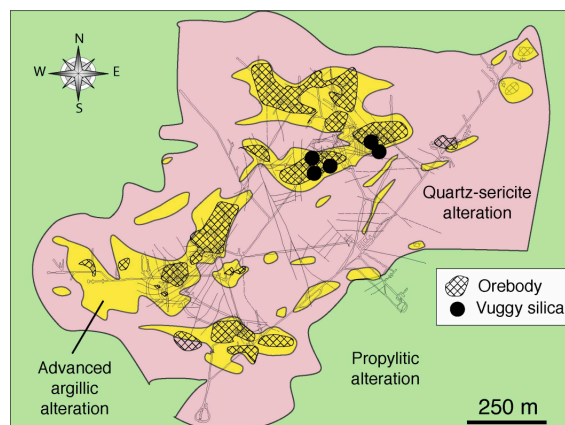 N
W E
S
Quartz-sericite
alteration
Orebody
Vuggy silica
Advanced
argillic
alteration
Propylitic
alteration
250 m